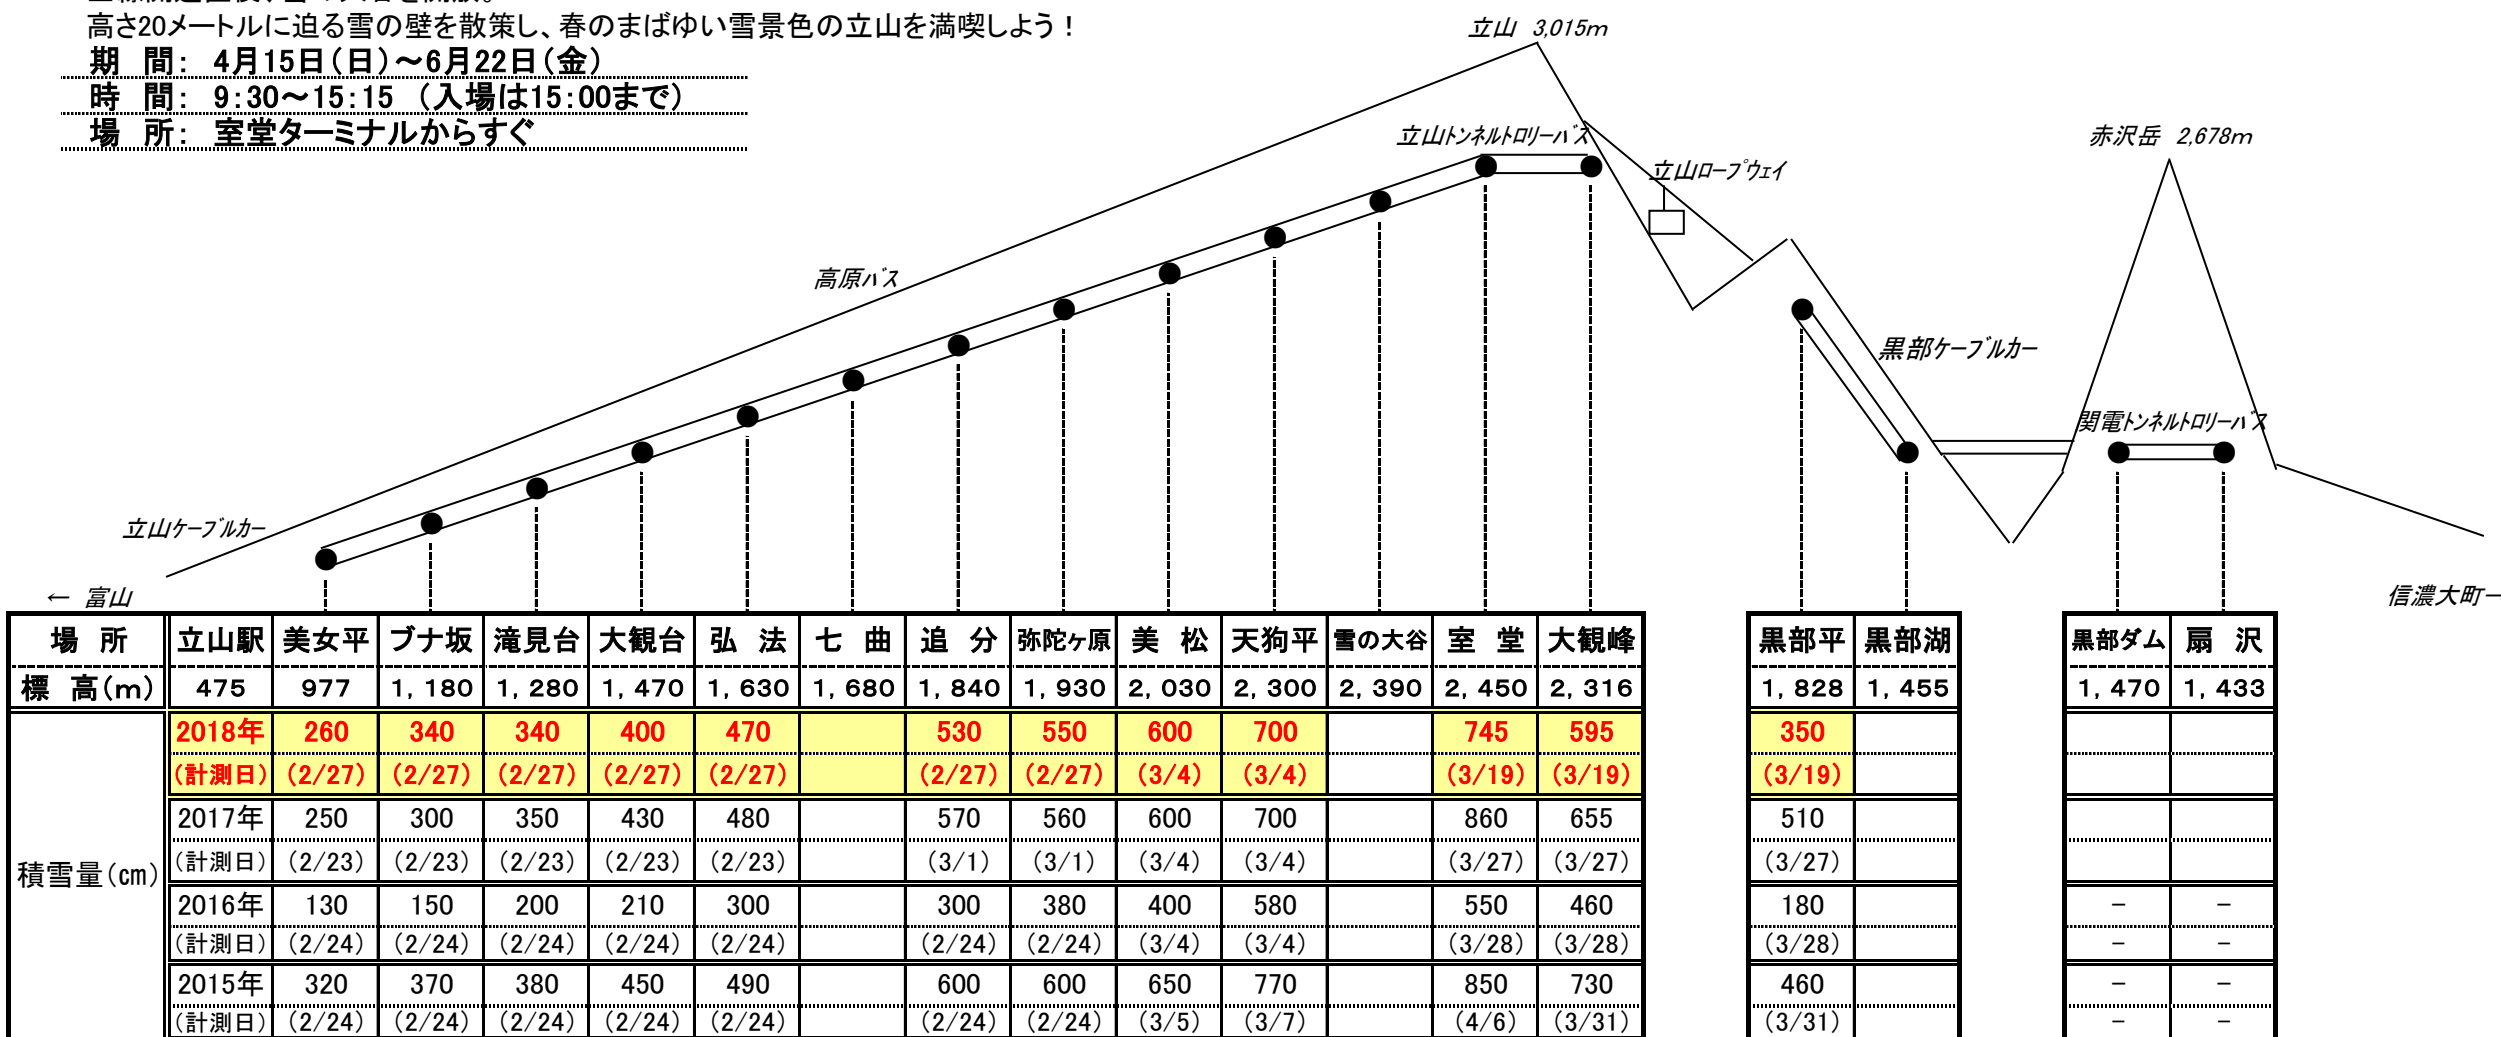 高さ20メートルに迫る雪の壁を散策し、春のまばゆい雪景色の立山を満喫しよう！
期　間： 4月15日（日）～6月22日（金）
時　間： 9：30～15：15 （入場は15：00まで）
場　所： 室堂ターミナルからすぐ
立山 3,015m
立山トンネルトロリーバス
立山ロープウェイ
赤沢岳 2,678m
高原バス
黒部ケーブルカー
関電トンネルトロリーバス
立山ケーブルカー
← 富山
信濃大町
場　所 立山駅 美女平 ブナ坂 滝見台 大観台 弘　法 七　曲 追　分 弥陀ヶ原 美　松 天狗平 雪の大谷 室　堂 大観峰 黒部平 黒部湖 黒部ダム 扇　沢
標　高（m） 475 977 1，180 1，280 1，470 1，630 1，680 1，840 1，930 2，030 2，300 2，390 2，450 2，316 1，828 1，455 1，470 1，433
積雪量（cm）
2018年 260 340 340 400 470 530 550 600 700 745 595 350
（計測日） （2/27） （2/27） （2/27） （2/27） （2/27） （2/27） （2/27） （3/4） （3/4） （3/19） （3/19） （3/19）
2017年 250 300 350 430 480 570 560 600 700 860 655 510
（計測日） （2/23） （2/23） （2/23） （2/23） （2/23） （3/1） （3/1） （3/4） （3/4） （3/27） （3/27） （3/27）
2016年 130 150 200 210 300 300 380 400 580 550 460 180 － －
（計測日） （2/24） （2/24） （2/24） （2/24） （2/24） （2/24） （2/24） （3/4） （3/4） （3/28） （3/28） （3/28） － －
2015年 320 370 380 450 490 600 600 650 770 850 730 460 － －
（計測日） （2/24） （2/24） （2/24） （2/24） （2/24） （2/24） （2/24） （3/5） （3/7） （4/6） （3/31） （3/31） － －